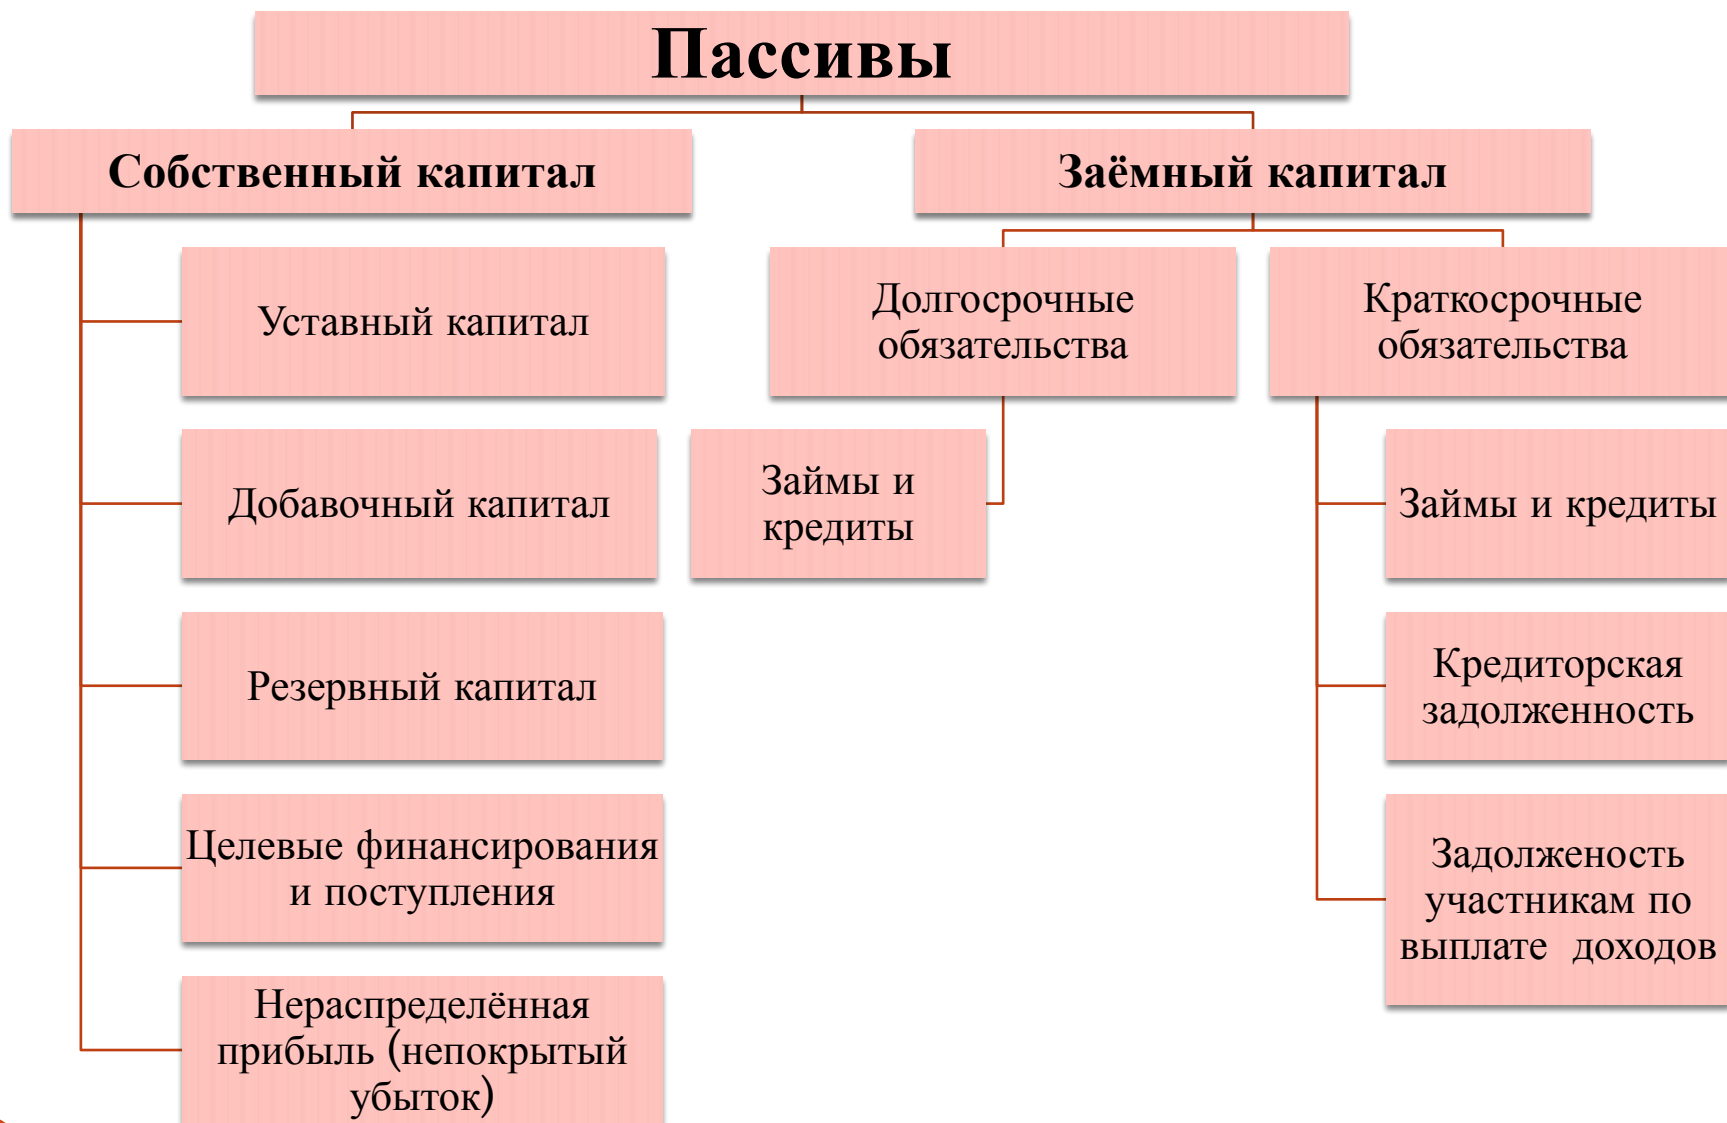 Пассивы
Собственный капитал
Заёмный капитал
Уставный капитал
Добавочный капитал
Резервный капитал
Целевые финансирования
и поступления
Нераспределённая
прибыль (непокрытый
убыток)
Долгосрочные
обязательства
Займы и
кредиты
Краткосрочные
обязательства
Займы и кредиты
Кредиторская
задолженность
Задолженость
участникам по
выплате доходов